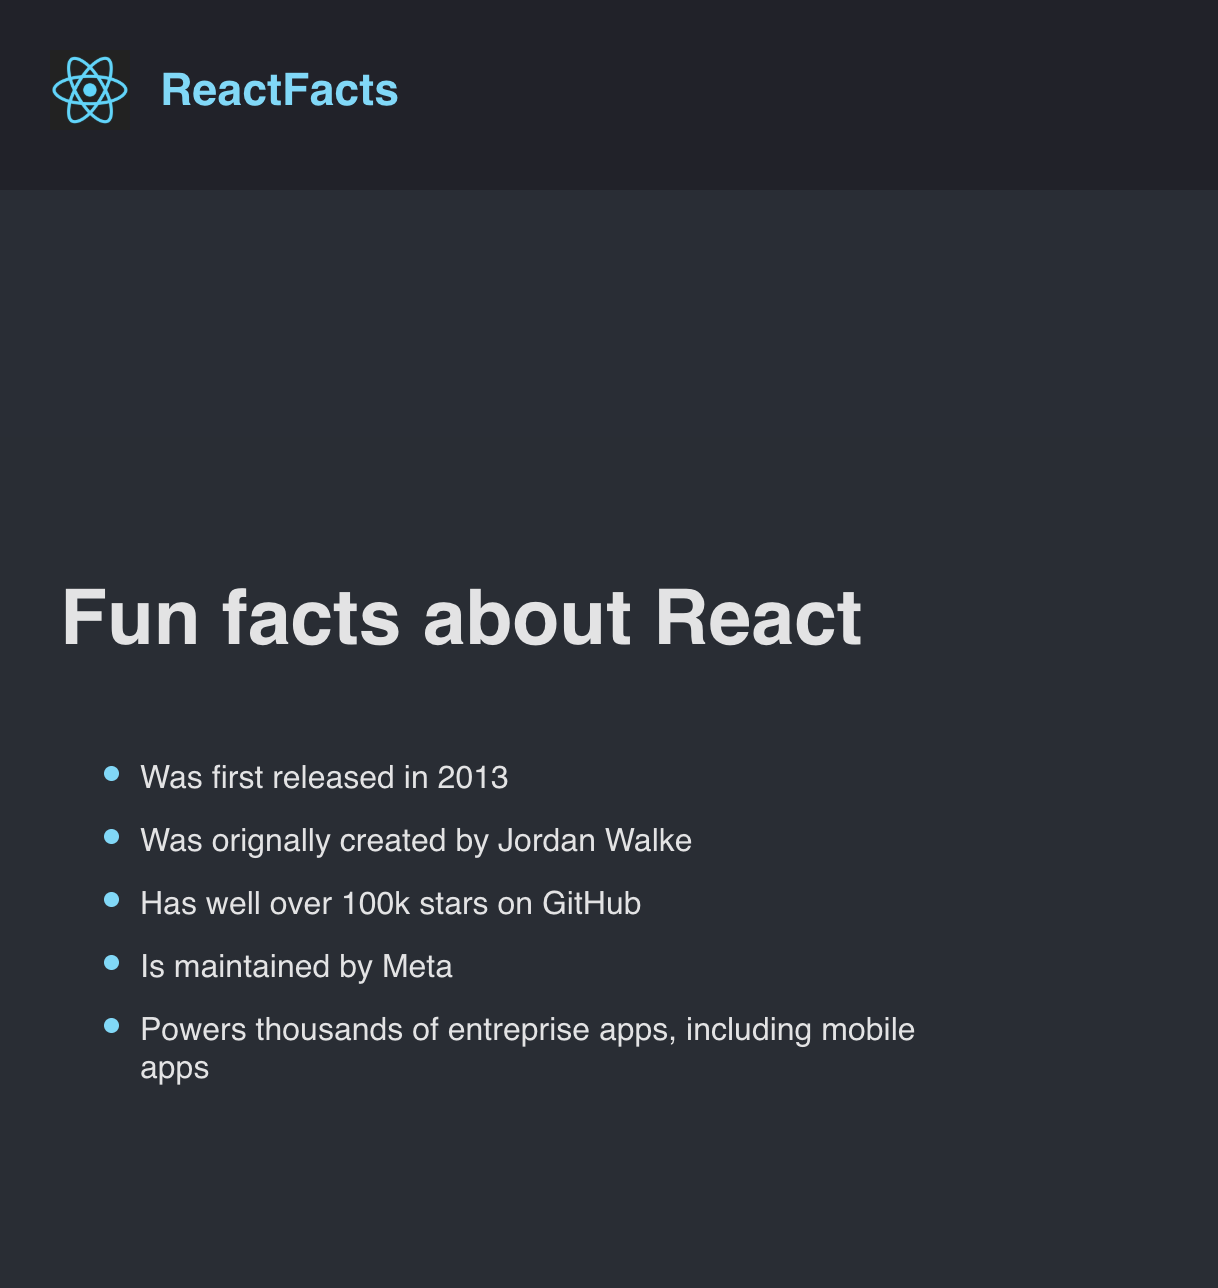 ReactFacts
Fun facts about React
Was first released in 2013
Was orignally created by Jordan Walke
Has well over 100k stars on GitHub
Is maintained by Meta
Powers thousands of entreprise apps, including mobile
apps